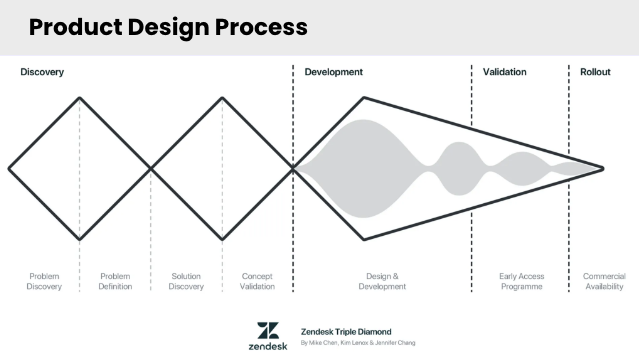 Product Design Process
Discovery
Development
Validation
Rollout
Problem
Discovery
Problem
Definition
Solution
Discovery
Concept
Validation
Design &
Development
Early Access
Programme
Commercial
Availability
zendesk
Zendesk Triple Diamond
By Mike Chen, Kim Lenox & Jennifer Chang